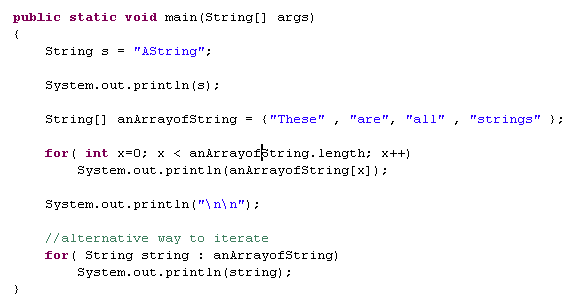 public static void main(String[] args)
{
String s = "AString";
System.out.println(s);
String[] anArrayofString = {"These" , "are", "all" , "strings" };
for( int x=0; x < anArrayofString.length; x++)
System.out.println(anArrayofString[x]);
System.out.println("\n\n");
//alternative way to iterate
for( String string : anArrayofString)
System.out.println(string);
}